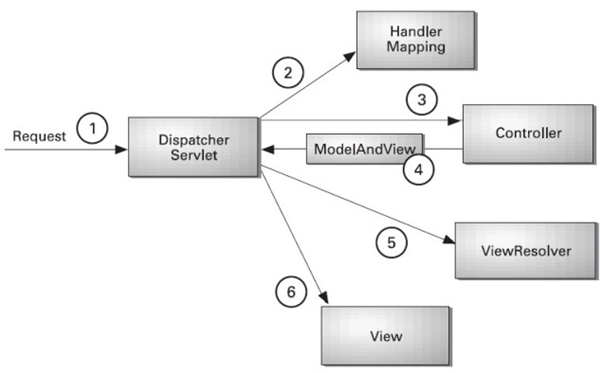 Handler
Mapping
2
3
Request
1
Dispatcher
Servlet
ModelAndView
4
Controller
5
ViewResolver
6
View